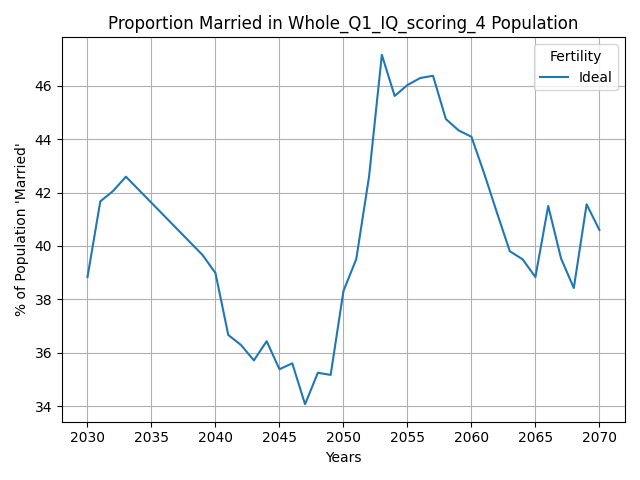 Proportion Married in Whole_Q1_IQ_scoring_4 Population
Fertility
Ideal
% of Population 'Married'
46
44
42
40
38
36
34
2030 2035 2040 2045 2050 2055 2060 2065 2070
Years